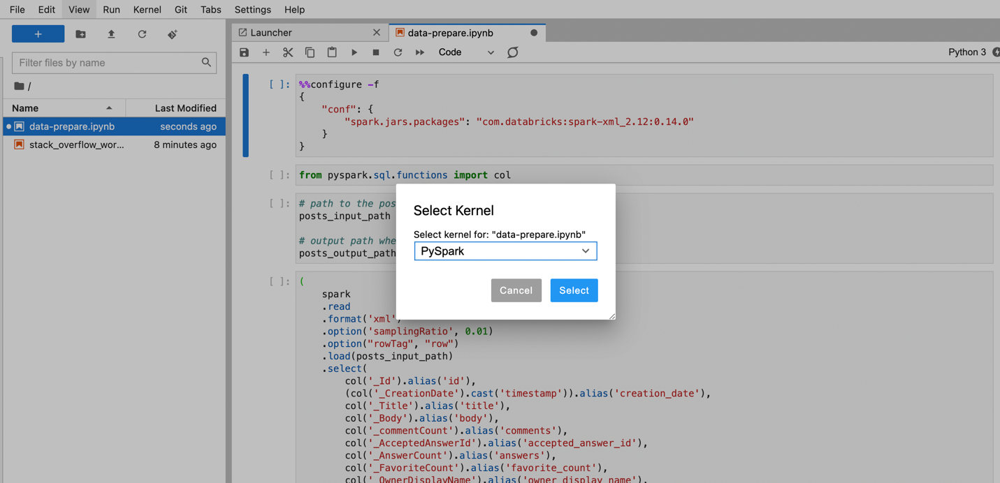 File Edit View Run Kernel Git Tabs Settings Help
+
Filter files by name
/
Name Last Modified
data-prepare.ipynb seconds ago
stack_overflow_wor... 8 minutes ago
Launcher
data-prepare.ipynb
Code
Python 3
[ ]: %%configure -f
{
"conf": {
"spark.jars.packages": "com.databricks:spark-xml_2.12:0.14.0"
}
}
[ ]: from pyspark.sql.functions import col
[ ]: # path to the pos
posts_input_path
# output path whe
posts_output_path
Select Kernel
Select kernel for: "data-prepare.ipynb"
PySpark
Cancel Select
[ ]: (
spark
.read
.format('xml')
.option('samplingRatio', 0.01)
.option("rowTag", "row")
.load(posts_input_path)
.select(
col('_Id').alias('id'),
(col('_CreationDate').cast('timestamp')).alias('creation_date'),
col('_Title').alias('title'),
col('_Body').alias('body'),
col('_commentCount').alias('comments'),
col('_AcceptedAnswerId').alias('accepted_answer_id'),
col('_AnswerCount').alias('answers'),
col('_FavoriteCount').alias('favorite_count'),
col('_OwnerDisplayName').alias('owner_display_name'),